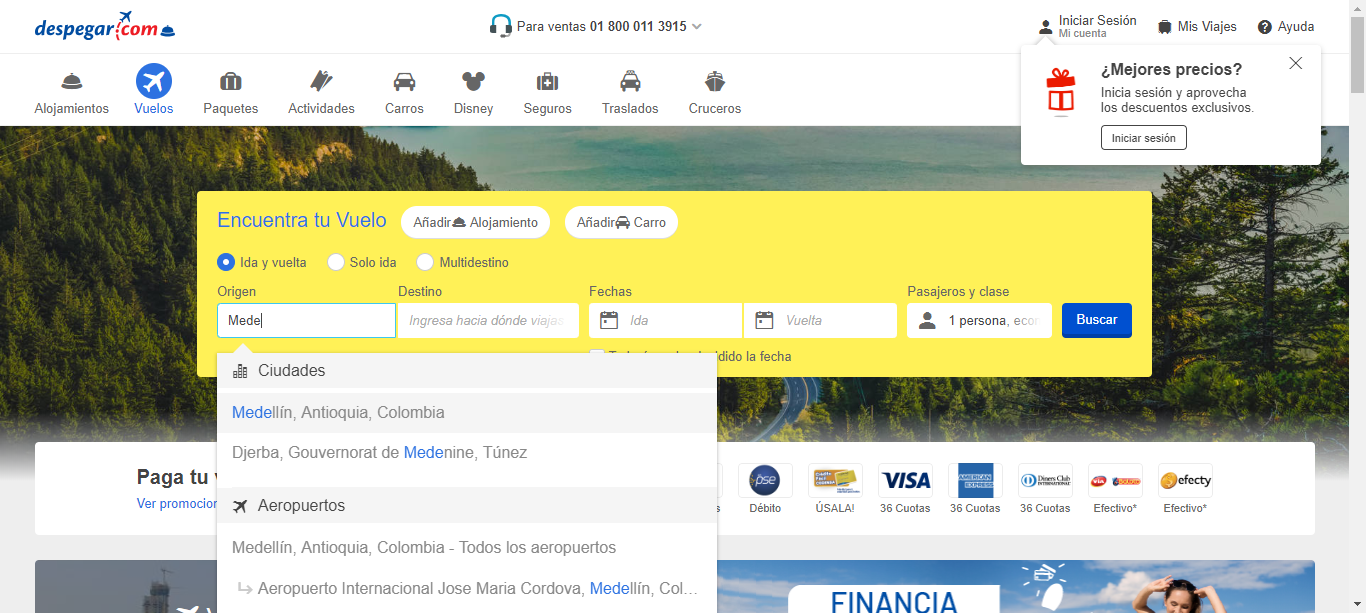 despegar.com
Para ventas 01 800 011 3915
Iniciar Sesión
Mi cuenta
Mis Viajes
Ayuda
¿Mejores precios?
Inicia sesión y aprovecha
los descuentos exclusivos.
Iniciar sesión
Alojamientos
Vuelos
Paquetes
Actividades
Carros
Disney
Seguros
Traslados
Cruceros
Encuentra tu Vuelo
Añadir Alojamiento
Añadir Carro
Ida y vuelta
Solo ida
Multidestino
Origen
Destino
Fechas
Pasajeros y clase
Mede
Ingresa hacia dónde viajas
Ida
Vuelta
1 persona, econ
Buscar
la fecha
Ciudades
Medellín, Antioquia, Colombia
Djerba, Gouvernorat de Medenine, Túnez
Aeropuertos
Medellín, Antioquia, Colombia - Todos los aeropuertos
Aeropuerto Internacional Jose Maria Cordova, Medellín, Col...
Paga tu
Ver promocion
pse
VISA
AMERICAN EXPRESS
Diners Club
INTERNATIONAL
via
efecty
Débito
ÚSALA!
36 Cuotas
36 Cuotas
36 Cuotas
Efectivo*
Efectivo*
FINANCIA